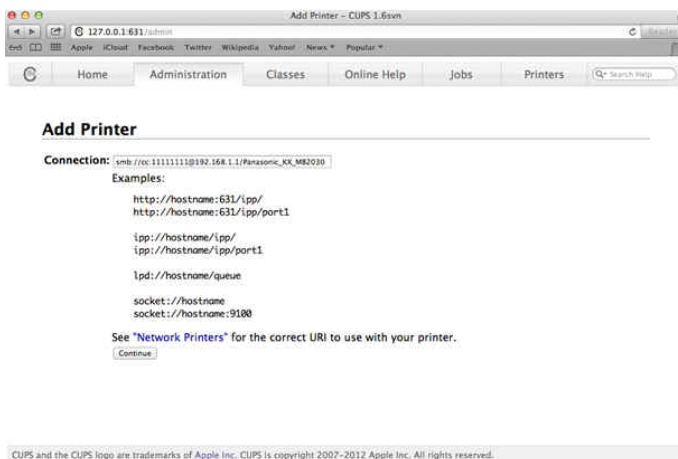 Add Printer - CUPS 1.6svn
127.0.0.1:631/admin
Reader
Apple iCloud Facebook Twitter Wikipedia Yahoo! News Popular
Home Administration Classes Online Help Jobs Printers Search Help
Add Printer
Connection: smb://cc:11111111@192.168.1.1/Panasonic_KX_MB2030
Examples:
http://hostname:631/ipp/
http://hostname:631/ipp/port1
ipp://hostname/ipp/
ipp://hostname/ipp/port1
lpd://hostname/queue
socket://hostname
socket://hostname:9100
See "Network Printers" for the correct URI to use with your printer.
Continue
CUPS and the CUPS logo are trademarks of Apple Inc. CUPS is copyright 2007-2012 Apple Inc. All rights reserved.